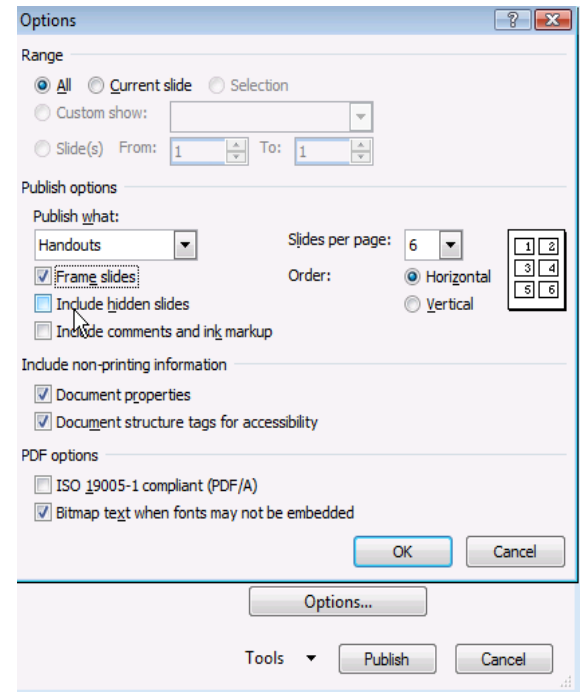 Options
Range
All Current slide Selection
Custom show:
Slide(s) From: 1 To: 1
Publish options
Publish what:
Handouts Slides per page: 6
1 2
3 4
5 6
Frame slides Order: Horizontal
Include hidden slides Vertical
Include comments and ink markup
Include non-printing information
Document properties
Document structure tags for accessibility
PDF options
ISO 19005-1 compliant (PDF/A)
Bitmap text when fonts may not be embedded
OK Cancel
Options...
Tools Publish Cancel